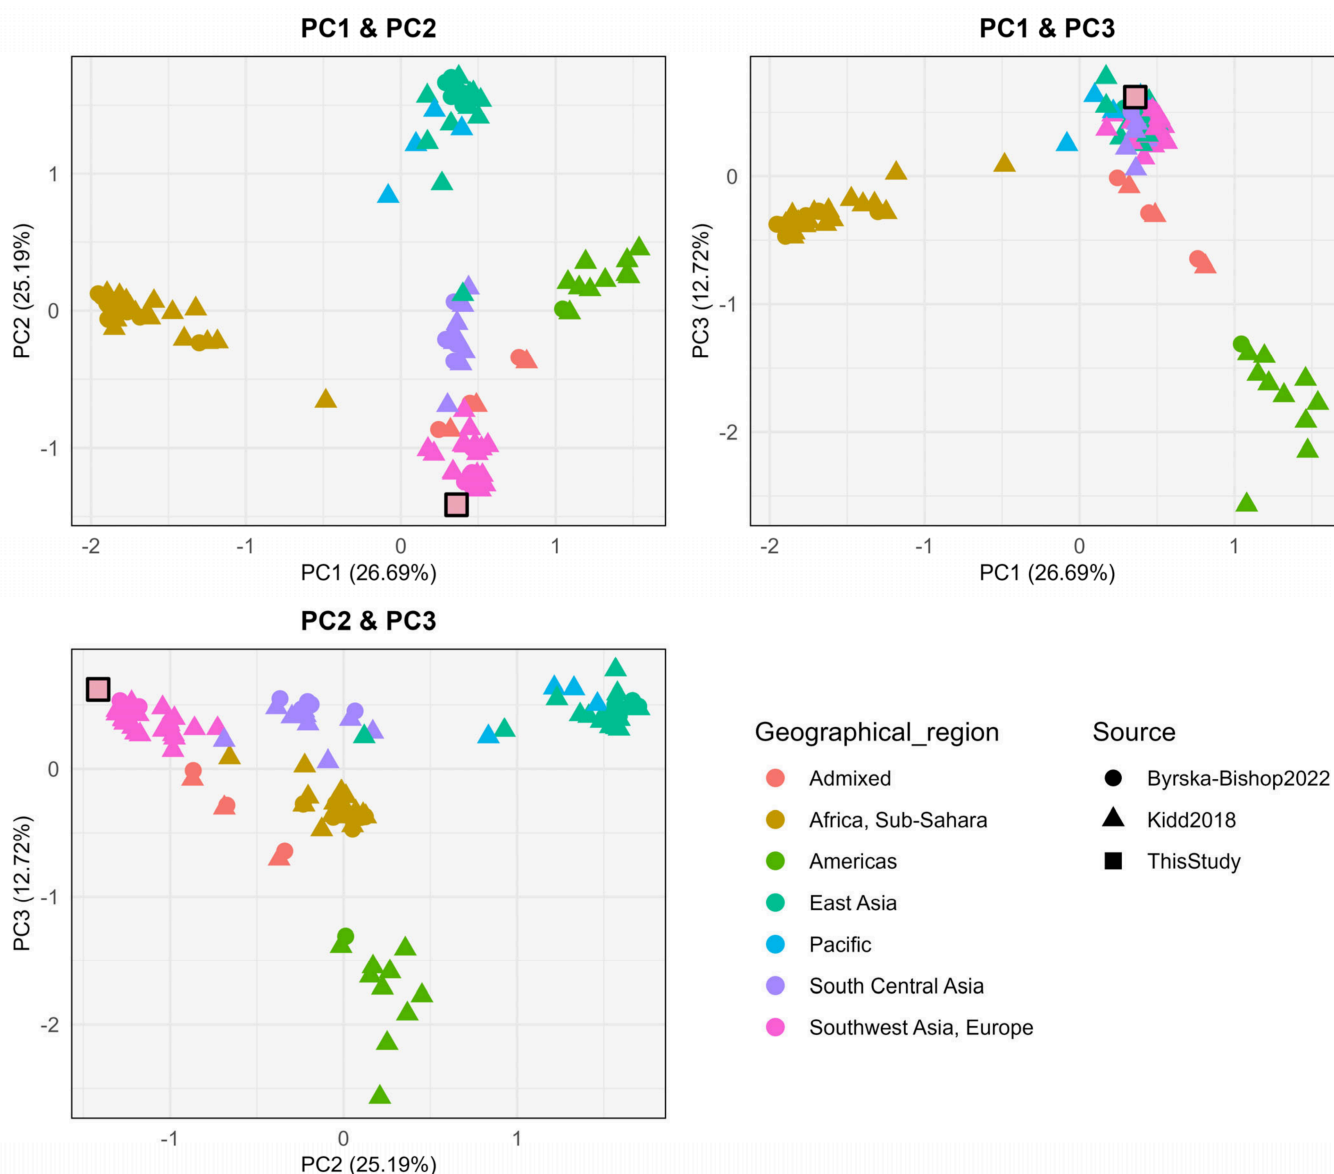 PC1 & PC2
PC2 (25.19%)
1
0
-1
-2
-1
0
1
PC1 (26.69%)
PC1 & PC3
PC3 (12.72%)
0
-1
-2
-2
-1
0
1
PC1 (26.69%)
PC2 & PC3
PC3 (12.72%)
0
-1
-2
-1
0
1
PC2 (25.19%)
Geographical_region
Admixed
Africa, Sub-Sahara
Americas
East Asia
Pacific
South Central Asia
Southwest Asia, Europe
Source
Byrska-Bishop2022
Kidd2018
ThisStudy